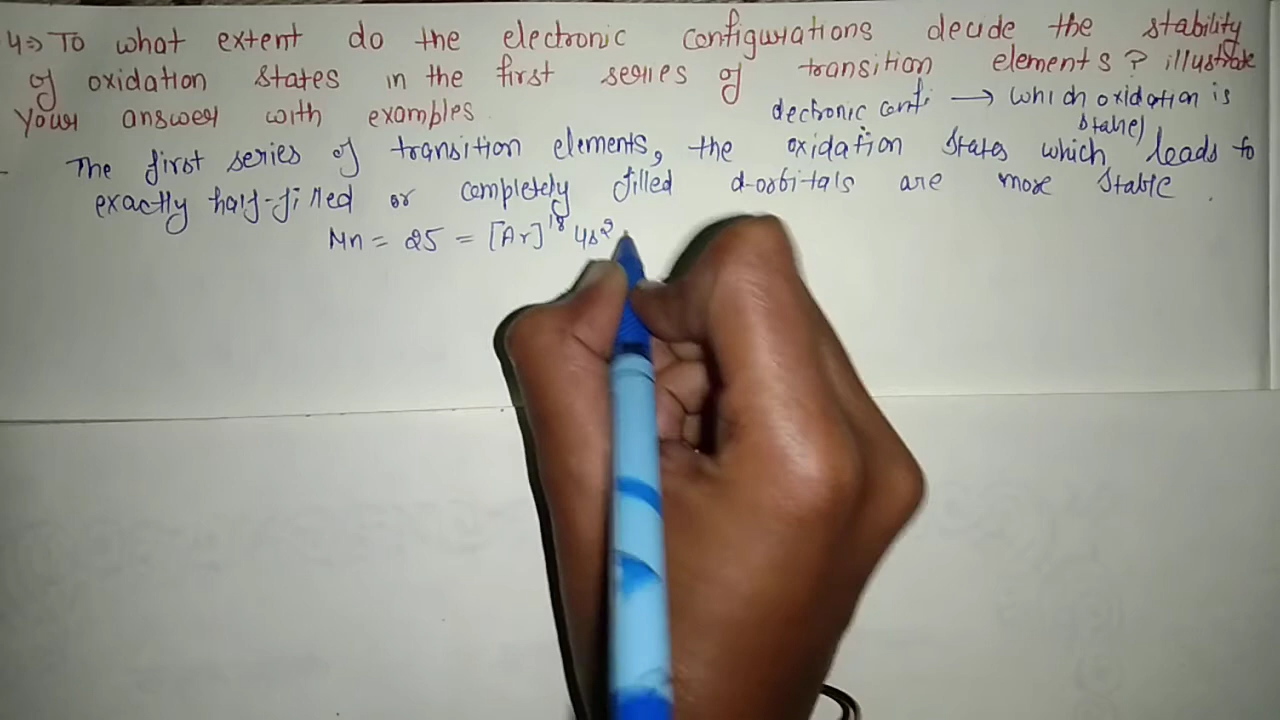 4⇒ To what extent do the electronic configurations decide the stability
of oxidation states in the first series of transition elements? illustrate
your answer with examples
electronic conf: → which oxidation is
stable)
The first series of transition elements, the oxidation states which leads to
exactly half-filled or completely filled d-orbitals are more stable.
Mn = 25 = [Ar]¹⁸ 4s²